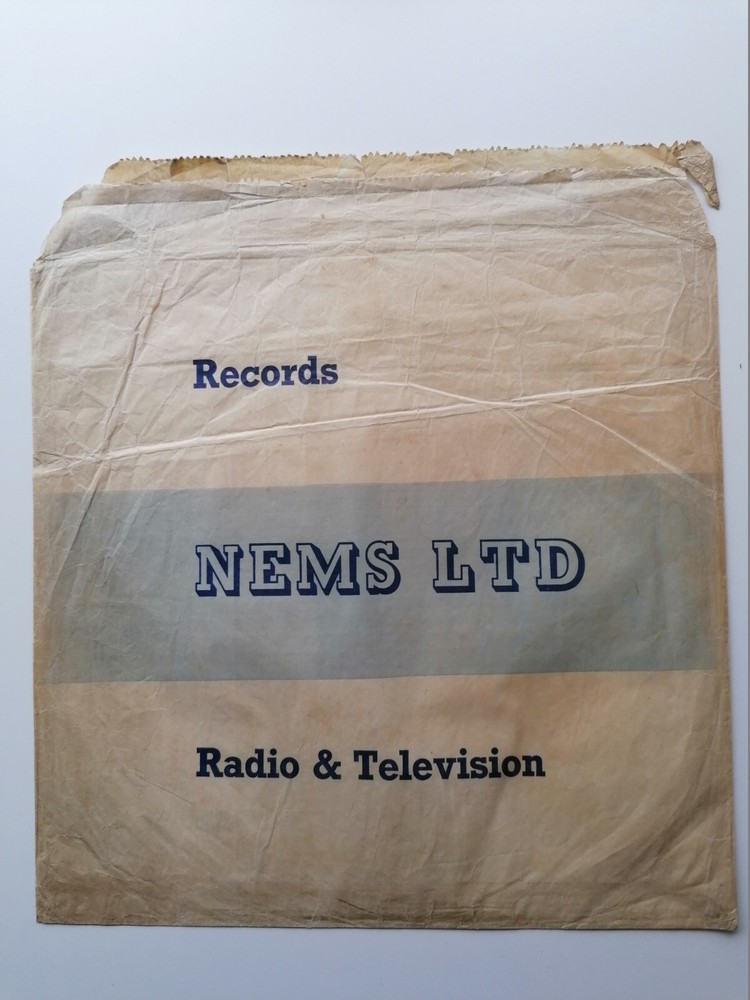 Records
NEMS LTD
Radio & Television